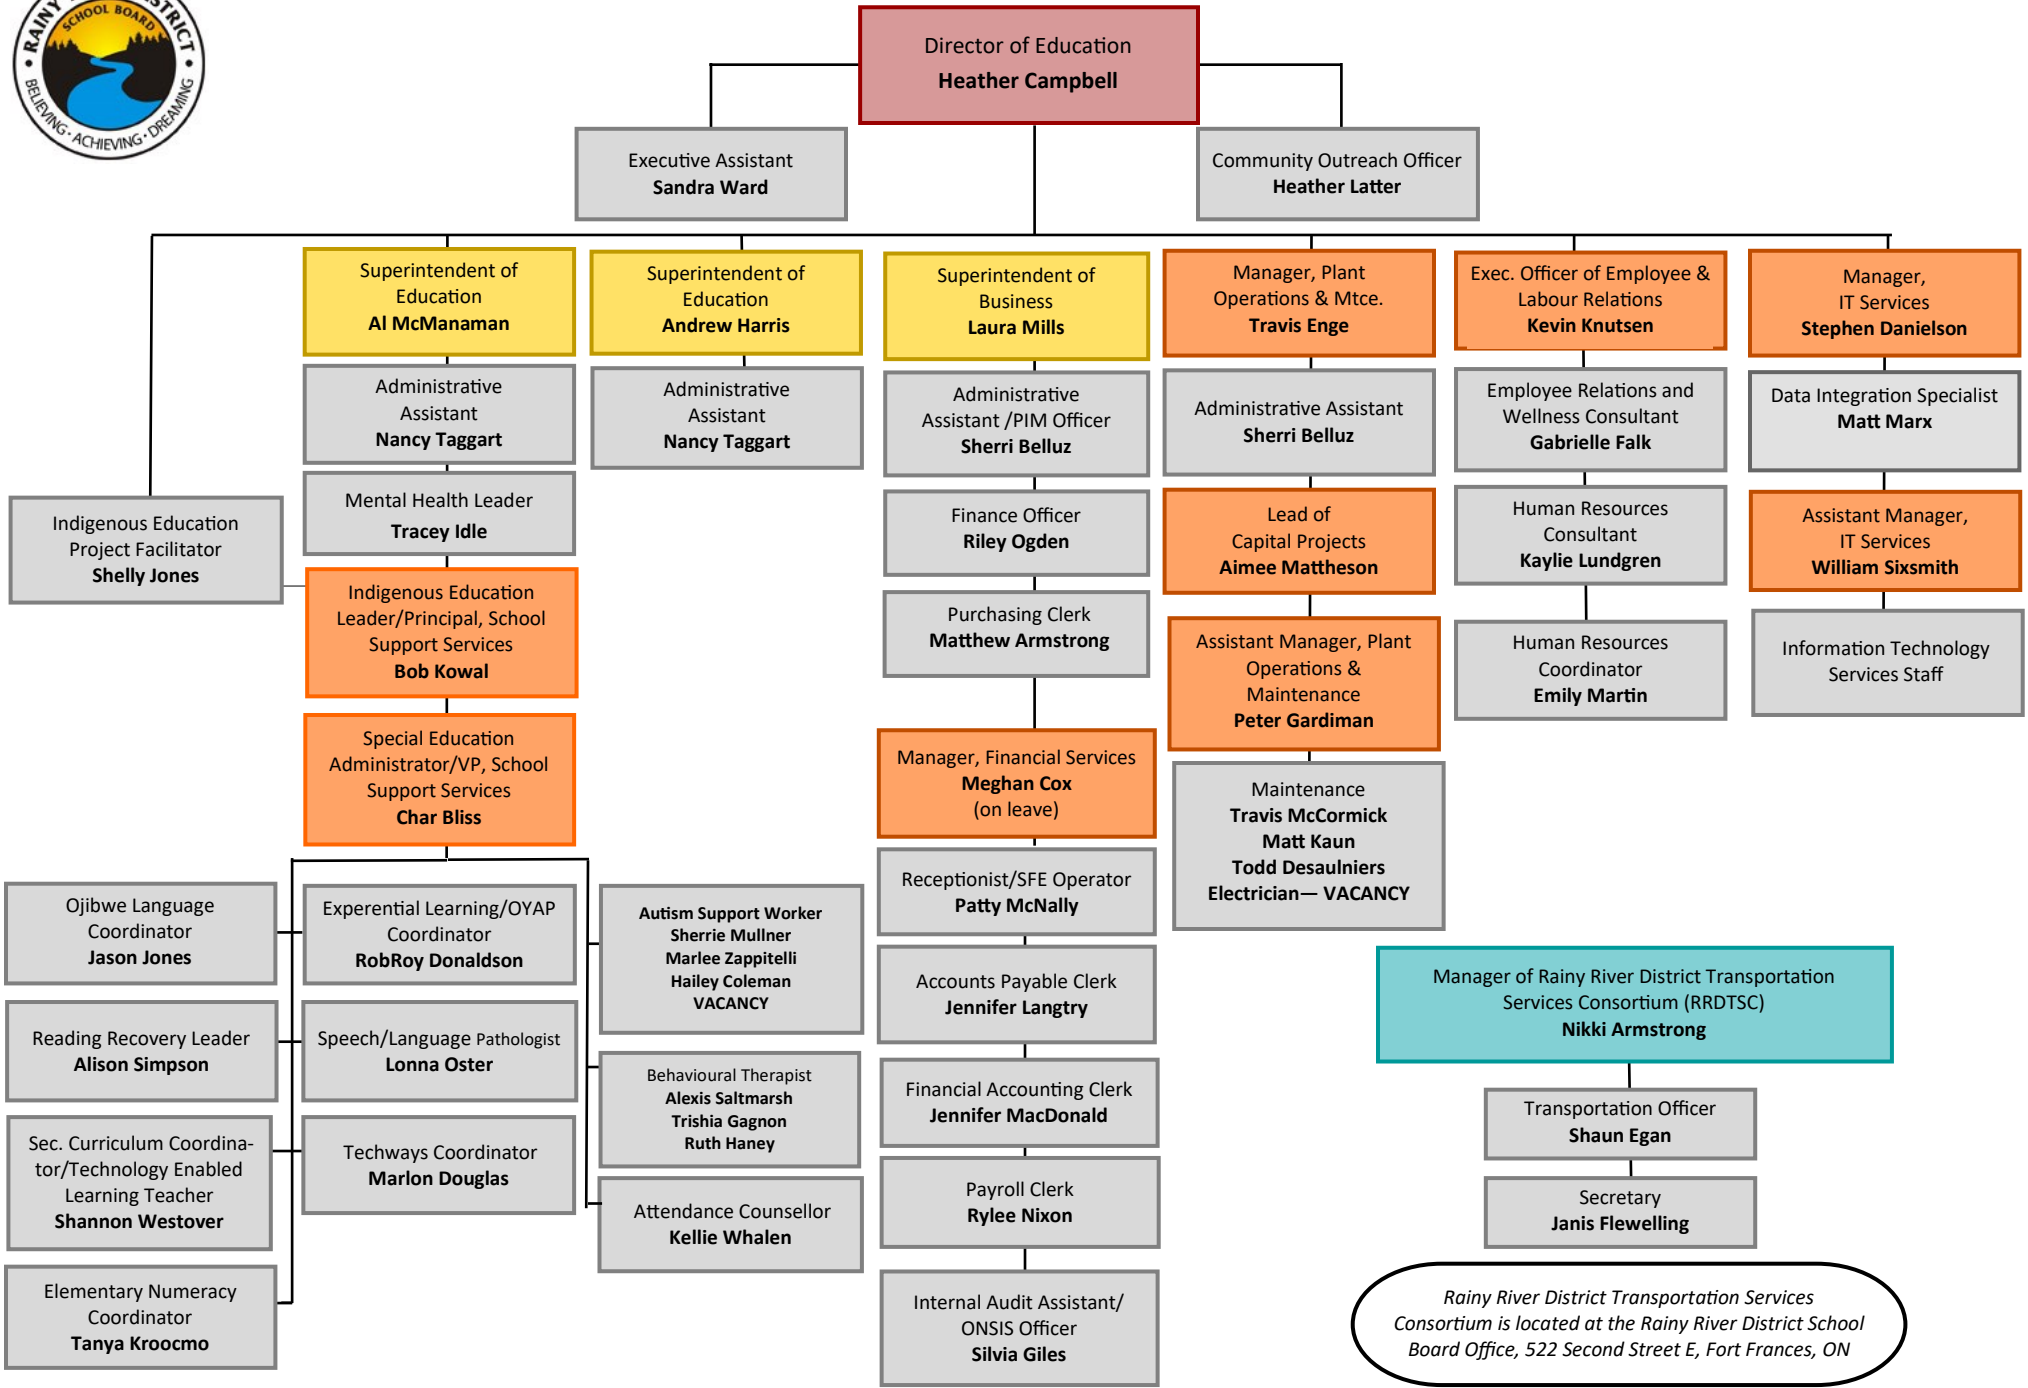 RAINY
TRICT
SCHOOL BOARD
BELIEVING · ACHIEVING · DREAMING
Director of Education
Heather Campbell
Executive Assistant
Sandra Ward
Community Outreach Officer
Heather Latter
Superintendent of
Education
Al McManaman
Superintendent of
Education
Andrew Harris
Superintendent of
Business
Laura Mills
Manager, Plant
Operations & Mtce.
Travis Enge
Exec. Officer of Employee &
Labour Relations
Kevin Knutsen
Manager,
IT Services
Stephen Danielson
Administrative
Assistant
Nancy Taggart
Administrative
Assistant
Nancy Taggart
Administrative
Assistant /PIM Officer
Sherri Belluz
Administrative Assistant
Sherri Belluz
Employee Relations and
Wellness Consultant
Gabrielle Falk
Data Integration Specialist
Matt Marx
Indigenous Education
Project Facilitator
Shelly Jones
Mental Health Leader
Tracey Idle
Finance Officer
Riley Ogden
Lead of
Capital Projects
Aimee Mattheson
Human Resources
Consultant
Kaylie Lundgren
Assistant Manager,
IT Services
William Sixsmith
Indigenous Education
Leader/Principal, School
Support Services
Bob Kowal
Purchasing Clerk
Matthew Armstrong
Assistant Manager, Plant
Operations &
Maintenance
Peter Gardiman
Human Resources
Coordinator
Emily Martin
Information Technology
Services Staff
Special Education
Administrator/VP, School
Support Services
Char Bliss
Manager, Financial Services
Meghan Cox
(on leave)
Maintenance
Travis McCormick
Matt Kaun
Todd Desaulniers
Electrician— VACANCY
Ojibwe Language
Coordinator
Jason Jones
Experential Learning/OYAP
Coordinator
RobRoy Donaldson
Autism Support Worker
Sherrie Mullner
Marlee Zappitelli
Hailey Coleman
VACANCY
Receptionist/SFE Operator
Patty McNally
Reading Recovery Leader
Alison Simpson
Speech/Language Pathologist
Lonna Oster
Behavioural Therapist
Alexis Saltmarsh
Trishia Gagnon
Ruth Haney
Accounts Payable Clerk
Jennifer Langtry
Manager of Rainy River District Transportation
Services Consortium (RRDTSC)
Nikki Armstrong
Sec. Curriculum Coordina-
tor/Technology Enabled
Learning Teacher
Shannon Westover
Techways Coordinator
Marlon Douglas
Attendance Counsellor
Kellie Whalen
Financial Accounting Clerk
Jennifer MacDonald
Transportation Officer
Shaun Egan
Payroll Clerk
Rylee Nixon
Secretary
Janis Flewelling
Elementary Numeracy
Coordinator
Tanya Kroocmo
Internal Audit Assistant/
ONSIS Officer
Silvia Giles
Rainy River District Transportation Services
Consortium is located at the Rainy River District School
Board Office, 522 Second Street E, Fort Frances, ON